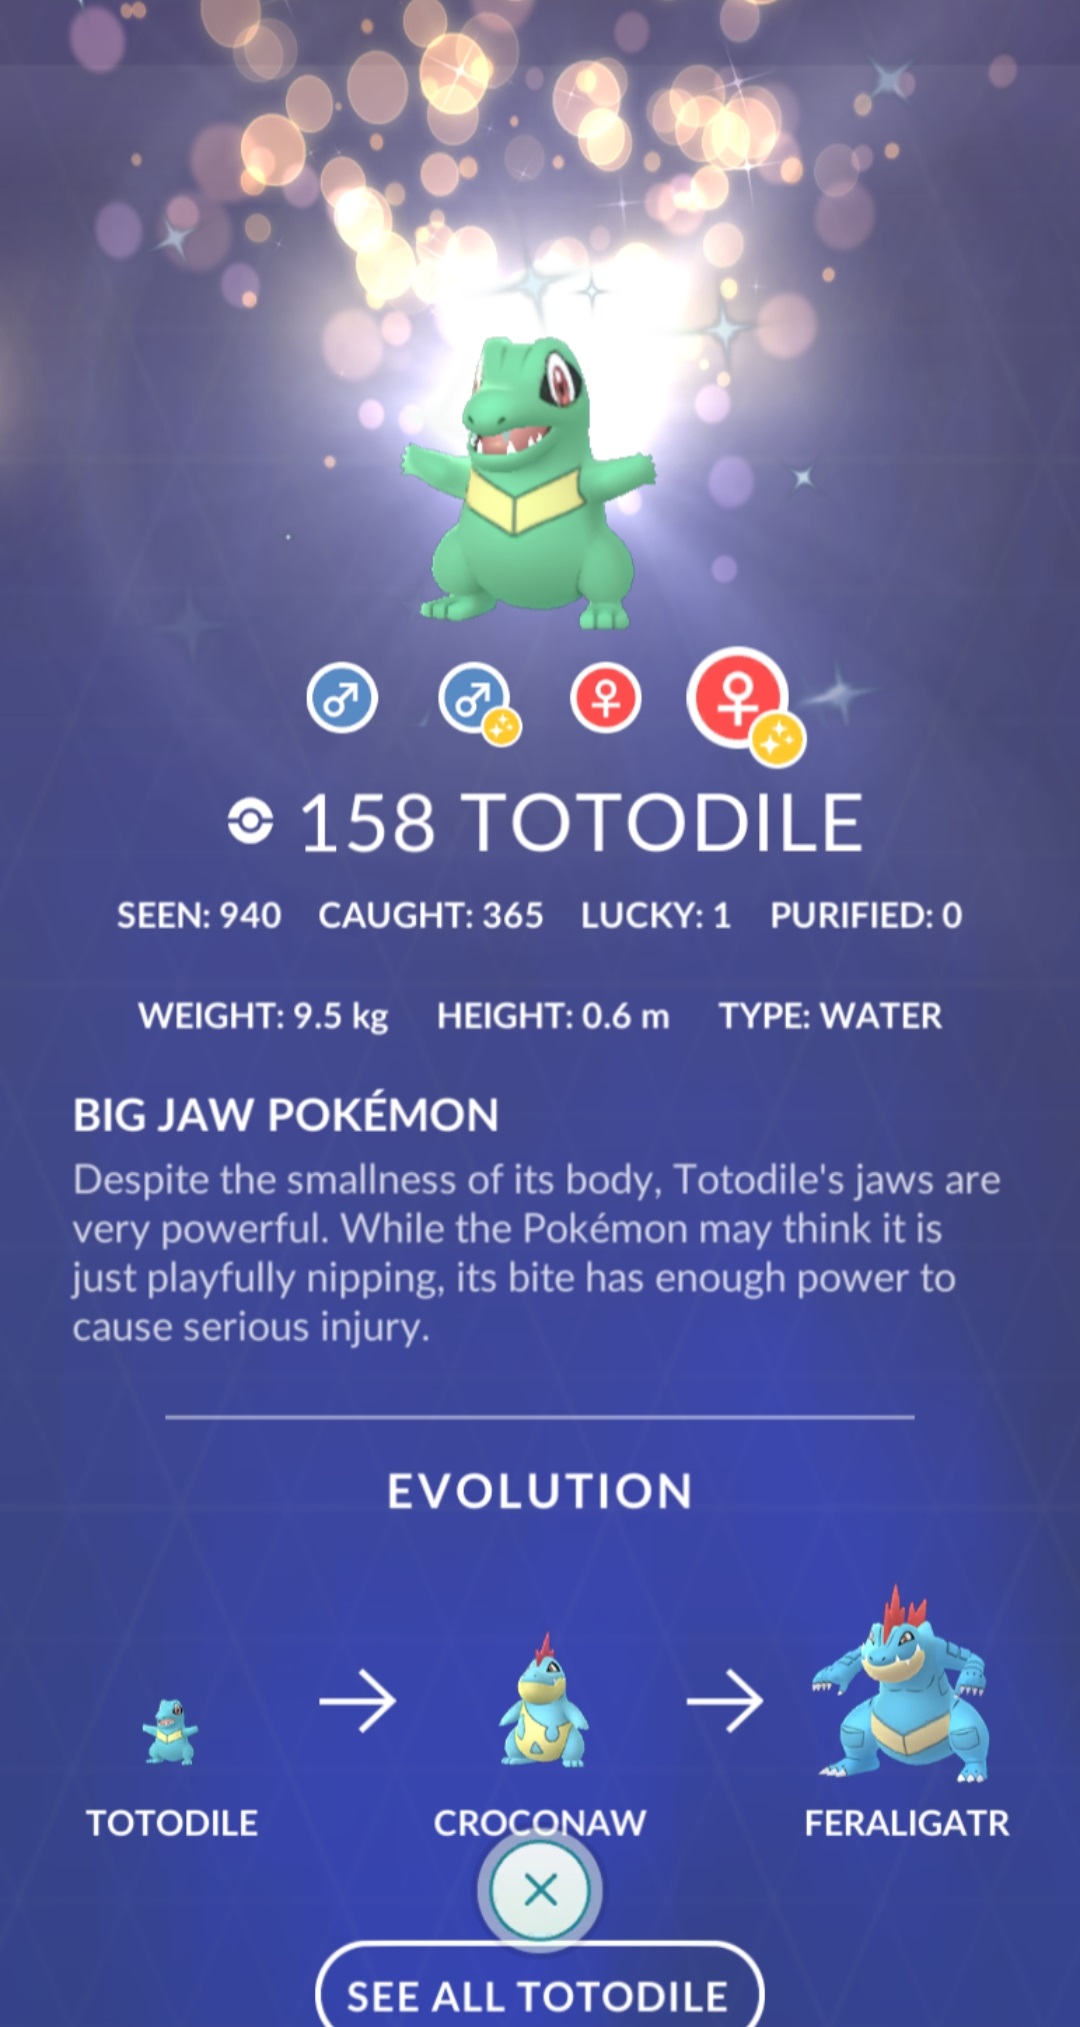 158 TOTODILE
SEEN: 940 CAUGHT: 365 LUCKY: 1 PURIFIED: 0
WEIGHT: 9.5 kg HEIGHT: 0.6 m TYPE: WATER
BIG JAW POKÉMON
Despite the smallness of its body, Totodile's jaws are
very powerful. While the Pokémon may think it is
just playfully nipping, its bite has enough power to
cause serious injury.
EVOLUTION
TOTODILE CROCONAW FERALIGATR
SEE ALL TOTODILE